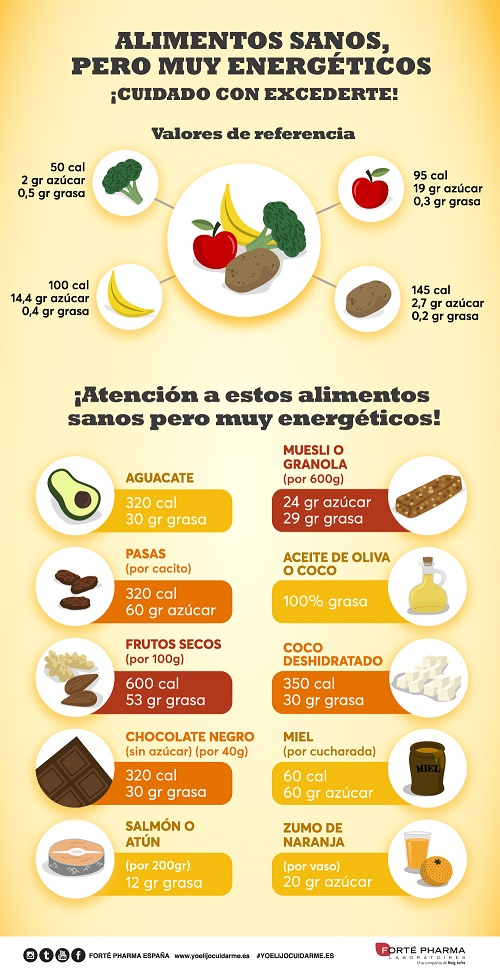 ALIMENTOS SANOS,
PERO MUY ENERGÉTICOS
¡CUIDADO CON EXCEDERTE!
Valores de referencia
50 cal
2 gr azúcar
0,5 gr grasa
95 cal
19 gr azúcar
0,3 gr grasa
100 cal
14,4 gr azúcar
0,4 gr grasa
145 cal
2,7 gr azúcar
0,2 gr grasa
¡Atención a estos alimentos
sanos pero muy energéticos!
AGUACATE
320 cal
30 gr grasa
MUESLI O
GRANOLA
(por 600g)
24 gr azúcar
29 gr grasa
PASAS
(por cacito)
320 cal
60 gr azúcar
ACEITE DE OLIVA
O COCO
100% grasa
FRUTOS SECOS
(por 100g)
600 cal
53 gr grasa
COCO
DESHIDRATADO
350 cal
30 gr grasa
CHOCOLATE NEGRO
(sin azúcar) (por 40g)
320 cal
30 gr grasa
MIEL
(por cucharada)
60 cal
60 gr azúcar
MIEL
SALMÓN O
ATÚN
(por 200gr)
12 gr grasa
ZUMO DE
NARANJA
(por vaso)
20 gr azúcar
FORTÉ PHARMA ESPAÑA www.yoelijocuidarme.es #YOELIJOCUIDARME.ES
FORTÉ PHARMA
LABORATOIRES
Una compañía de Reig Jofre